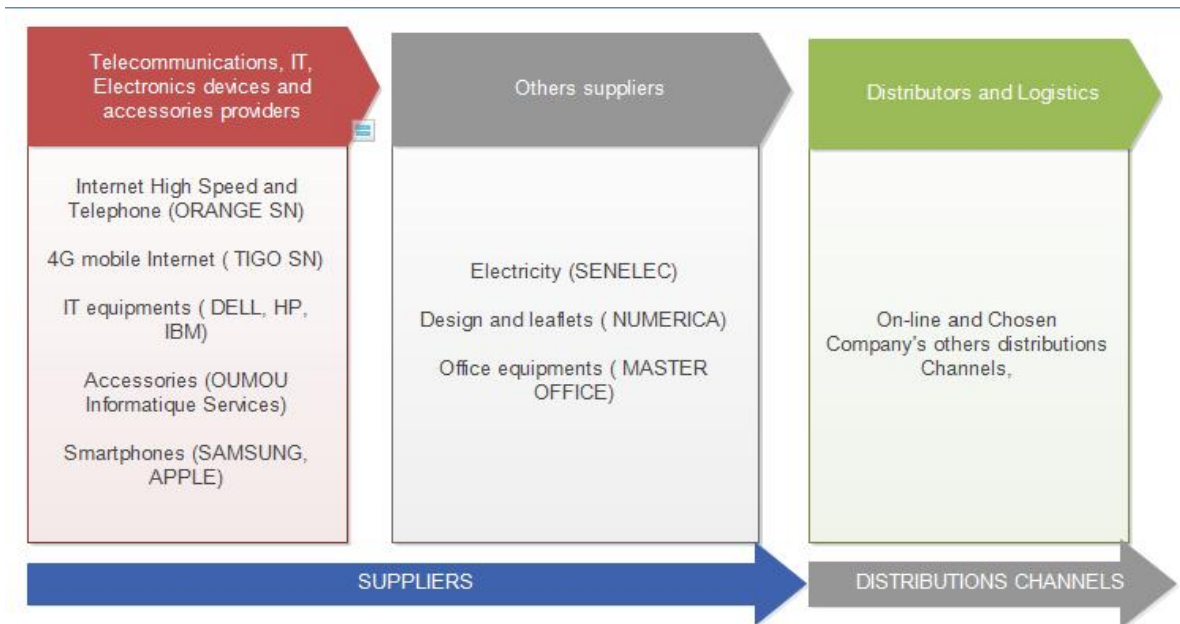 Telecommunications, IT,
Electronics devices and
accessories providers
Others suppliers
Distributors and Logistics
Internet High Speed and
Telephone (ORANGE SN)
4G mobile Internet ( TIGO SN)
IT equipments ( DELL, HP,
IBM)
Accessories (OUMOU
Informatique Services)
Smartphones (SAMSUNG,
APPLE)
Electricity (SENELEC)
Design and leaflets ( NUMERICA)
Office equipments ( MASTER
OFFICE)
On-line and Chosen
Company's others distributions
Channels,
SUPPLIERS
DISTRIBUTIONS CHANNELS